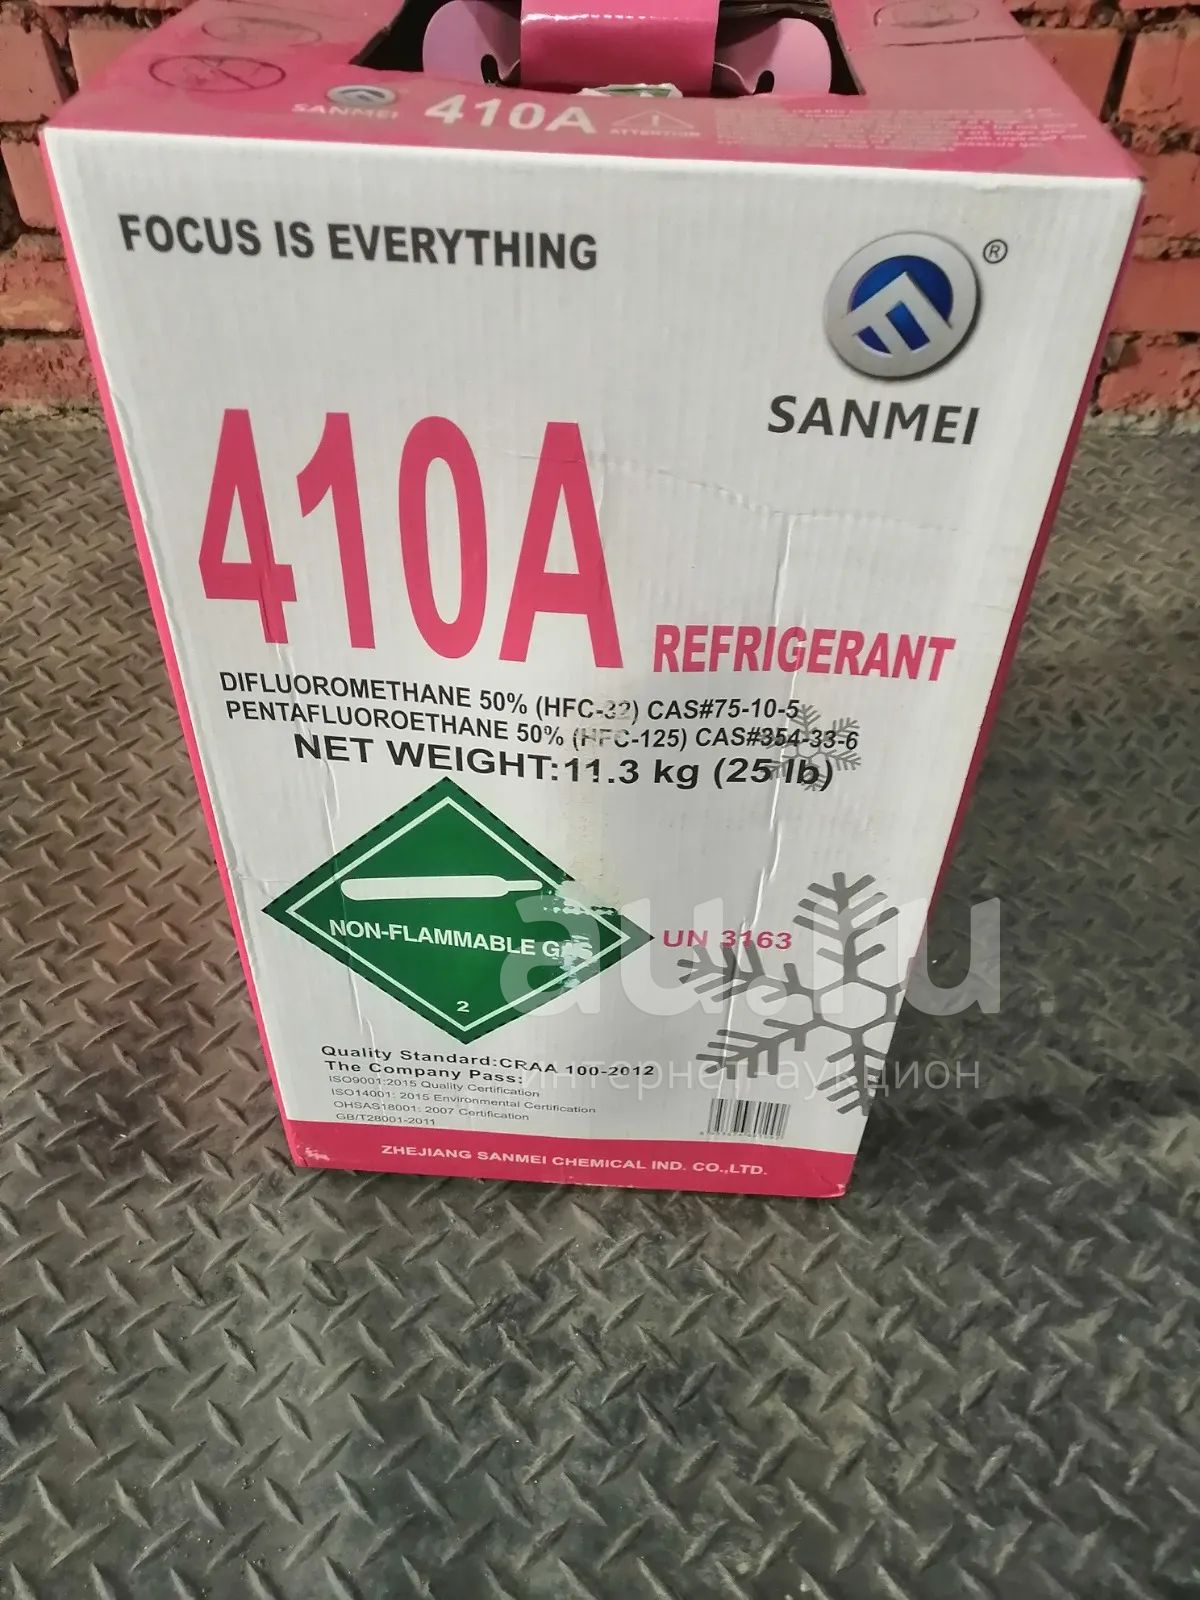 SANMEI 410A ATTENTION
FOCUS IS EVERYTHING
®
SANMEI
410A REFRIGERANT
DIFLUOROMETHANE 50% (HFC-32) CAS#75-10-5
PENTAFLUOROETHANE 50% (HFC-125) CAS#354-33-6
NET WEIGHT:11.3 kg (25 lb)
NON-FLAMMABLE GAS
2
UN 3163
au.ru
интернет-аукцион
Quality Standard:CRAA 100-2012
The Company Pass:
ISO9001:2015 Quality Certification
ISO14001: 2015 Environmental Certification
OHSAS18001: 2007 Certification
GB/T28001-2011
ZHEJIANG SANMEI CHEMICAL IND. CO.,LTD.